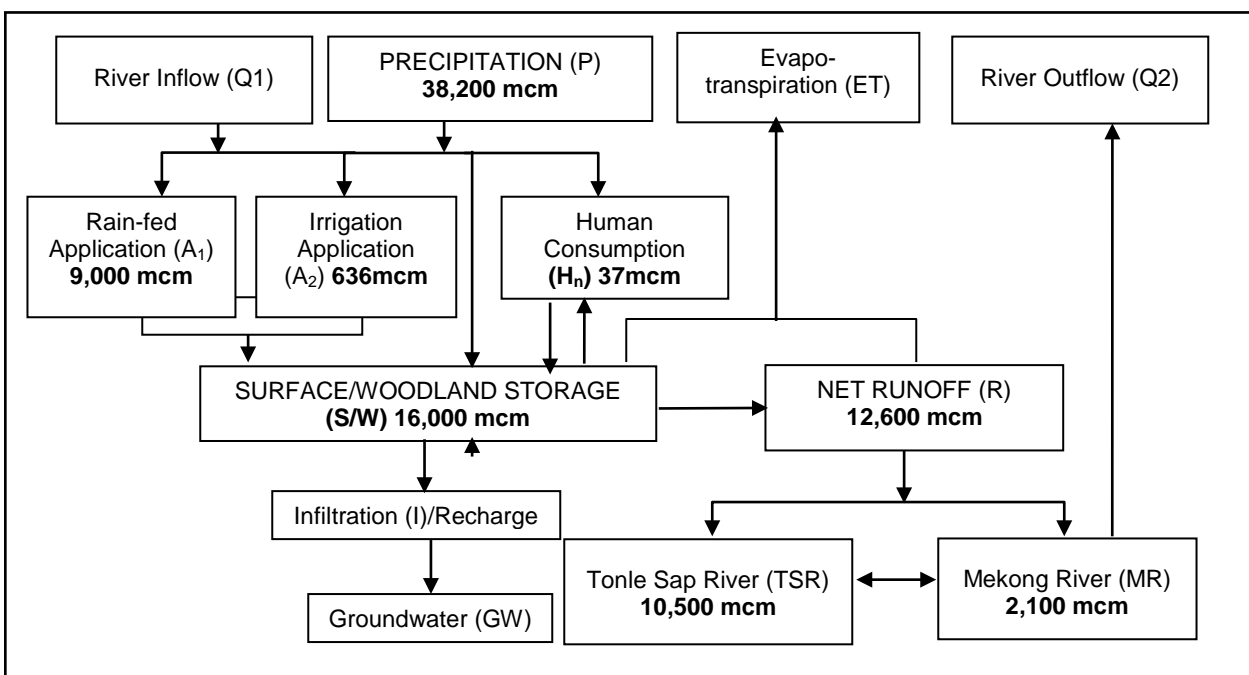 River Inflow (Q1)
PRECIPITATION (P)
38,200 mcm
Evapo-
transpiration (ET)
River Outflow (Q2)
Rain-fed
Application (A₁)
9,000 mcm
Irrigation
Application
(A₂) 636mcm
Human
Consumption
(Hₙ) 37mcm
SURFACE/WOODLAND STORAGE
(S/W) 16,000 mcm
NET RUNOFF (R)
12,600 mcm
Infiltration (I)/Recharge
Tonle Sap River (TSR)
10,500 mcm
Mekong River (MR)
2,100 mcm
Groundwater (GW)